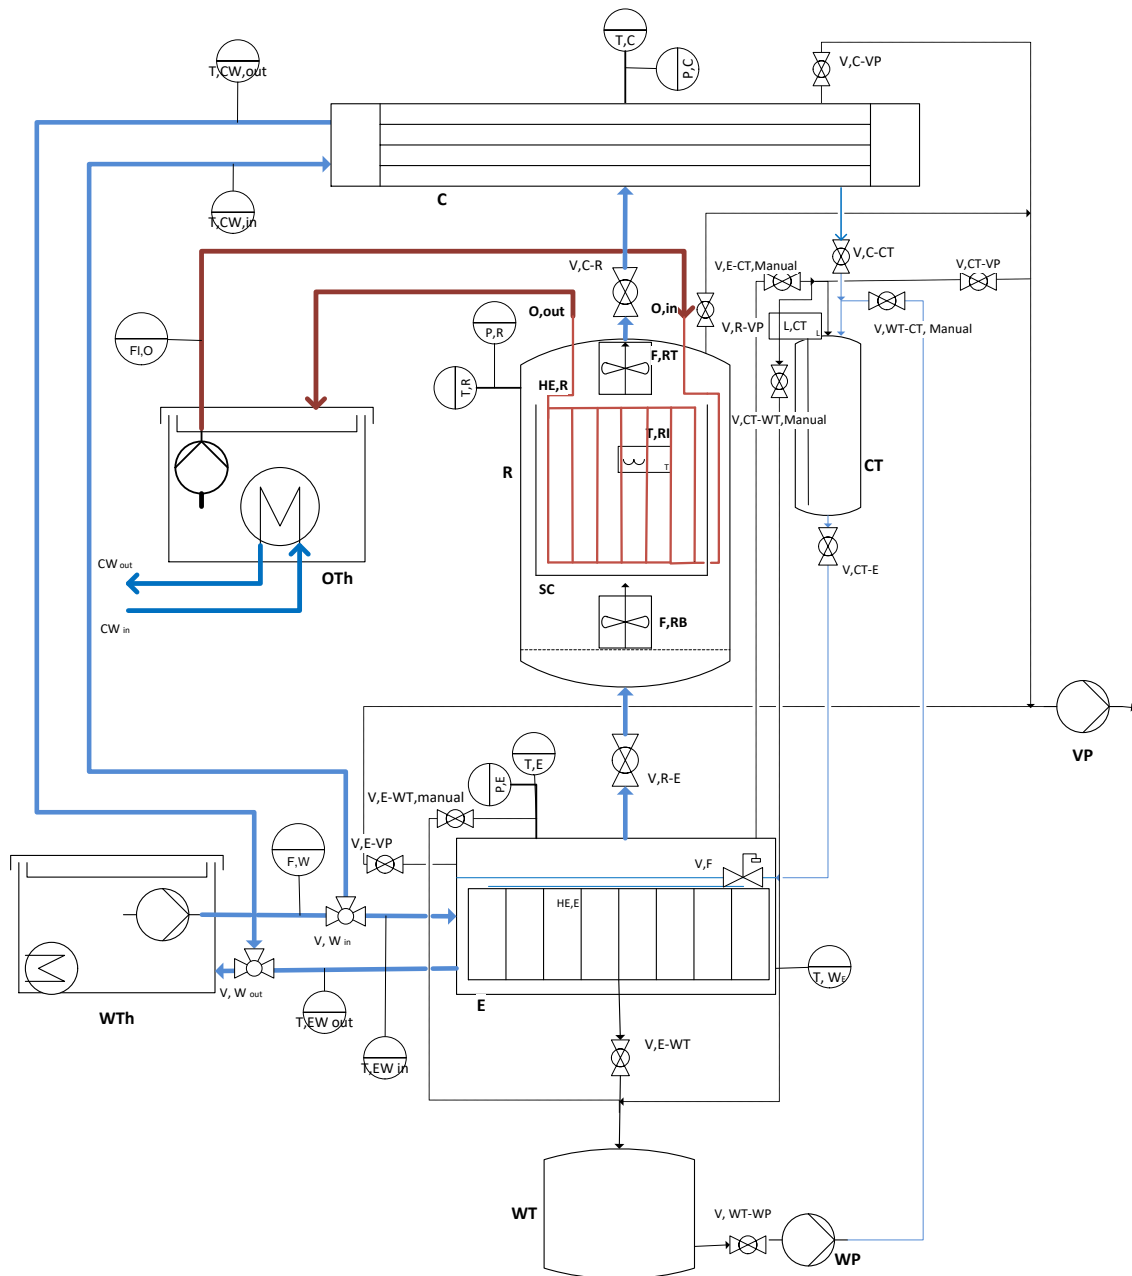 T,C
P,C
V,C-VP
T,CW,out
C
T,CW,in
V,C-R
V,E-CT,Manual
V,C-CT
V,CT-VP
O,out
O,in
V,R-VP
V,WT-CT, Manual
L,CT
L
P,R
FI,O
T,R
F,RT
HE,R
V,CT-WT,Manual
T,RI
T
R
CT
CW out
OTh
SC
V,CT-E
CW in
F,RB
VP
T,E
P,E
V,R-E
V,E-WT,manual
V,E-VP
F,W
V,F
HE,E
V, W in
T, WE
V, W out
E
WTh
T,EW out
T,EW in
V,E-WT
WT
V, WT-WP
WP